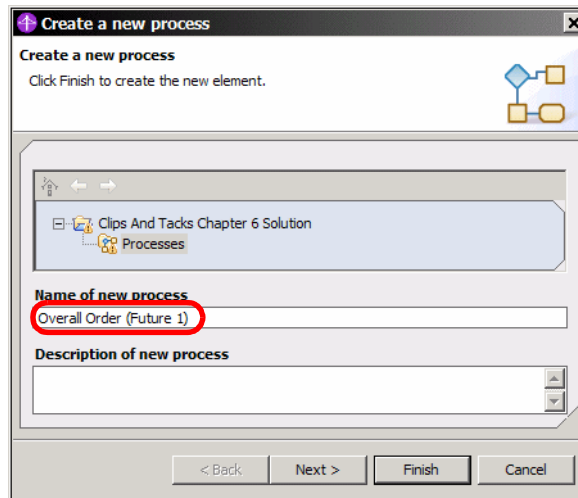 Create a new process
Create a new process
Click Finish to create the new element.
Clips And Tacks Chapter 6 Solution
Processes
Name of new process
Overall Order (Future 1)
Description of new process
< Back Next > Finish Cancel